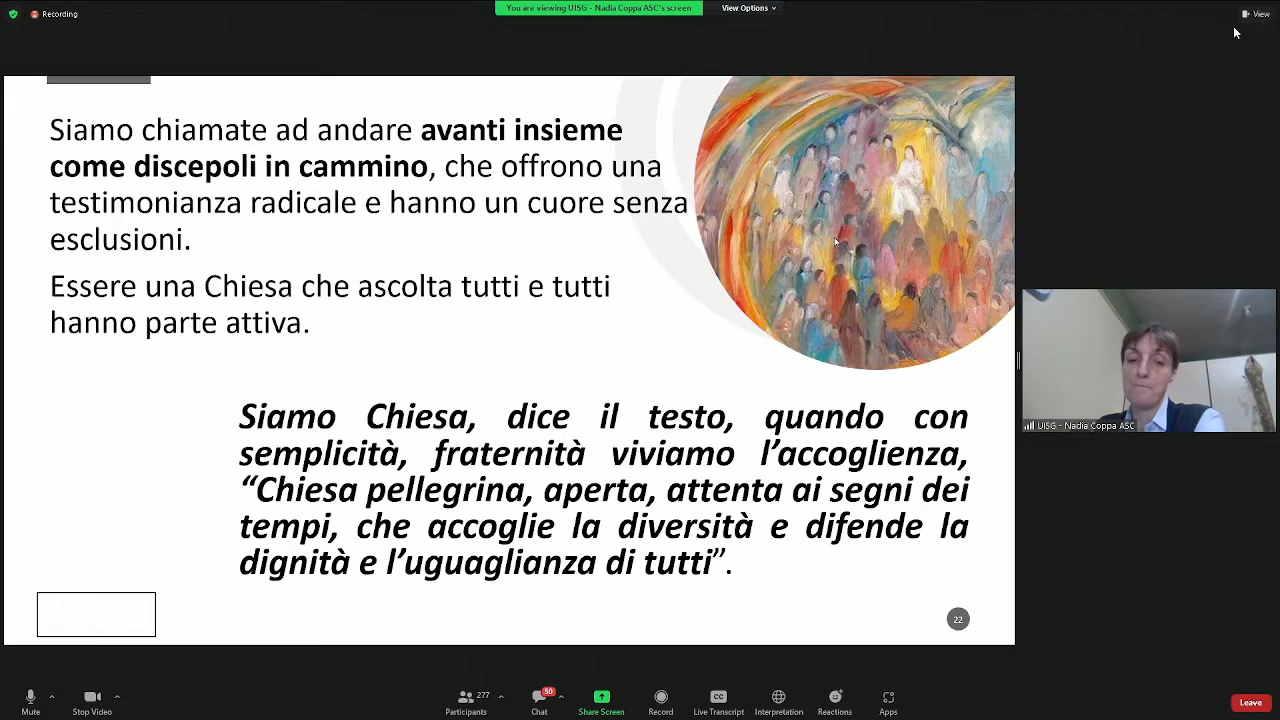 Recording
You are viewing UISG - Nadia Coppa ASC's screen
View Options
View
Siamo chiamate ad andare avanti insieme
come discepoli in cammino, che offrono una
testimonianza radicale e hanno un cuore senza
esclusioni.
Essere una Chiesa che ascolta tutti e tutti
hanno parte attiva.
Siamo Chiesa, dice il testo, quando con
semplicità, fraternità viviamo l’accoglienza,
“Chiesa pellegrina, aperta, attenta ai segni dei
tempi, che accoglie la diversità e difende la
dignità e l’uguaglianza di tutti”.
22
UISG - Nadia Coppa ASC
Mute
Stop Video
Participants
277
Chat
50
Share Screen
Record
CC
Live Transcript
Interpretation
Reactions
Apps
Leave